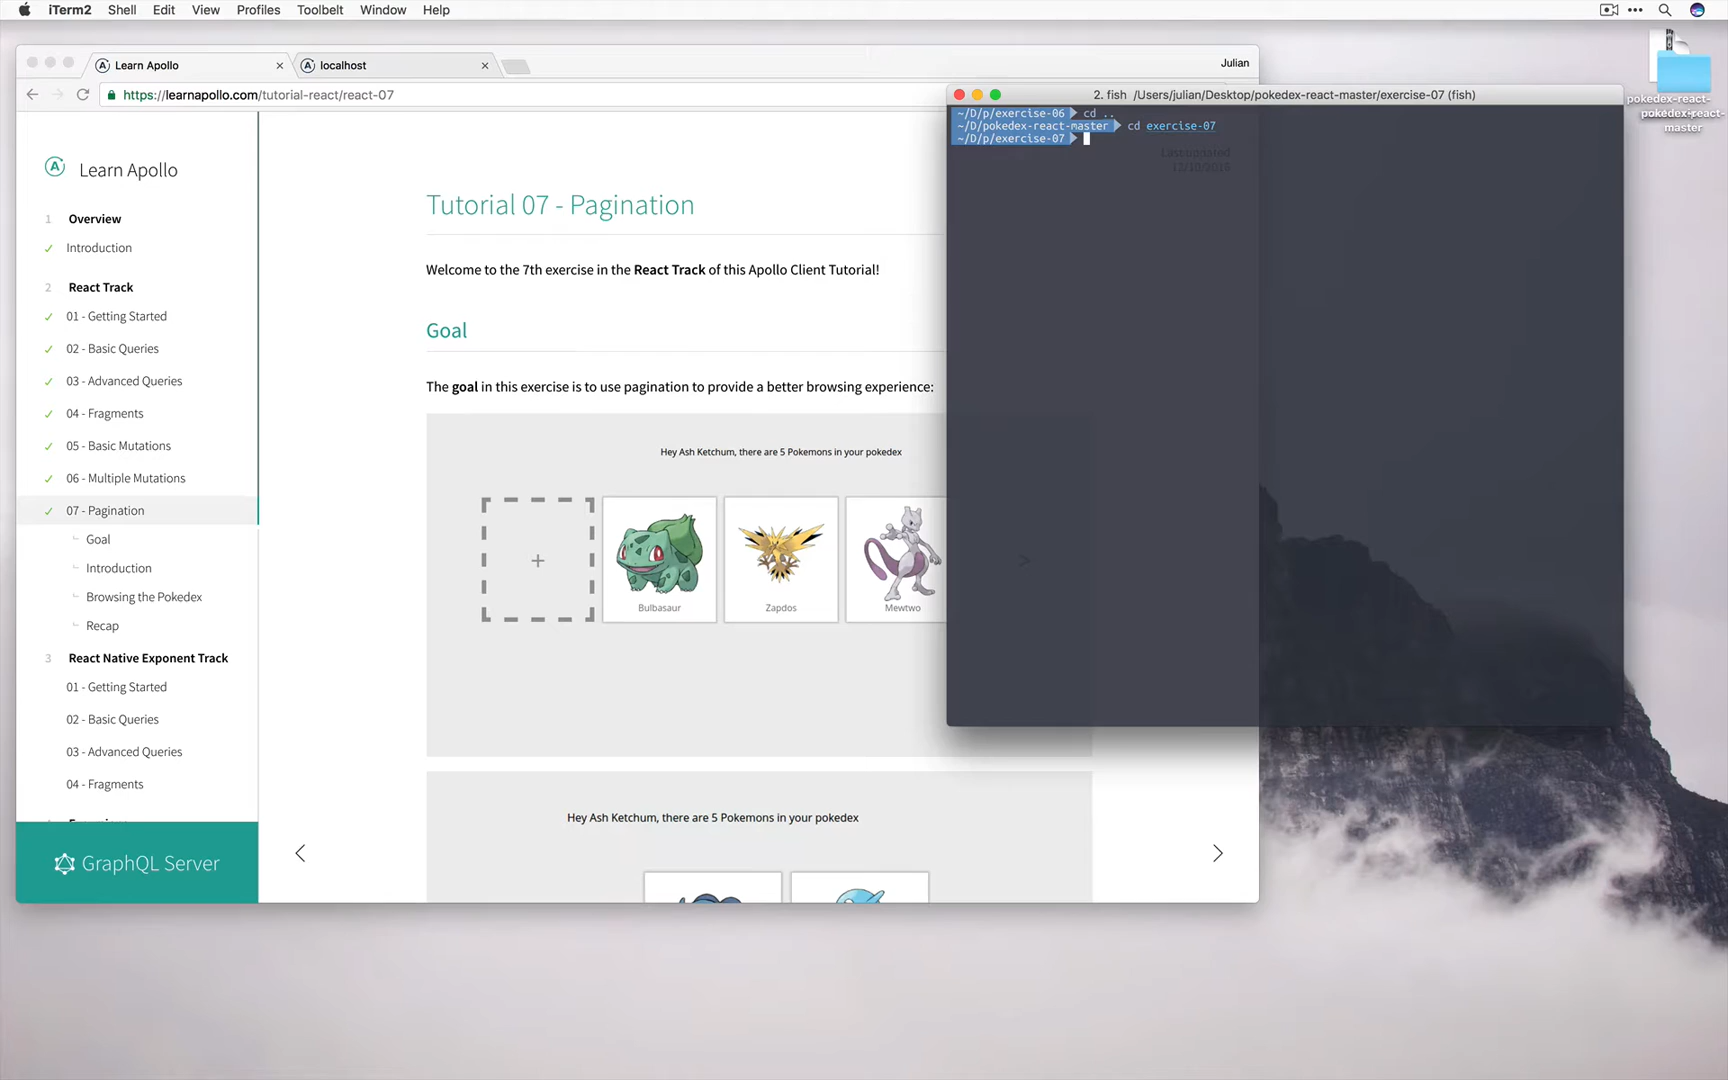 iTerm2 Shell Edit View Profiles Toolbelt Window Help
Learn Apollo
localhost
Julian
https://learnapollo.com/tutorial-react/react-07
Learn Apollo
1 Overview
✓ Introduction
2 React Track
✓ 01 - Getting Started
✓ 02 - Basic Queries
✓ 03 - Advanced Queries
✓ 04 - Fragments
✓ 05 - Basic Mutations
✓ 06 - Multiple Mutations
✓ 07 - Pagination
Goal
Introduction
Browsing the Pokedex
Recap
3 React Native Exponent Track
01 - Getting Started
02 - Basic Queries
03 - Advanced Queries
04 - Fragments
GraphQL Server
Tutorial 07 - Pagination
Welcome to the 7th exercise in the React Track of this Apollo Client Tutorial!
Goal
The goal in this exercise is to use pagination to provide a better browsing experience:
Hey Ash Ketchum, there are 5 Pokemons in your pokedex
+
Bulbasaur
Zapdos
Mewtwo
>
Hey Ash Ketchum, there are 5 Pokemons in your pokedex
2. fish /Users/julian/Desktop/pokedex-react-master/exercise-07 (fish)
~/D/p/exercise-06 cd ..
~/D/pokedex-react-master cd exercise-07
~/D/p/exercise-07
Last updated
12/10/2016
pokedex-react-
pokedex-react-
master